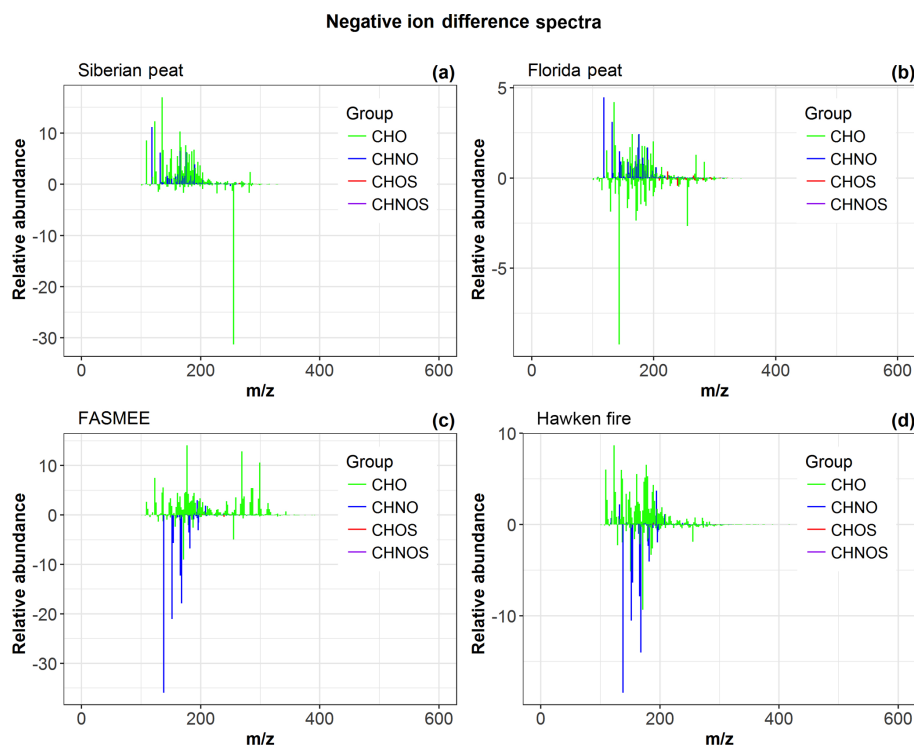 Negative ion difference spectra
Siberian peat (a)
Relative abundance
10
0
-10
-20
-30
Group
CHO
CHNO
CHOS
CHNOS
0 200 400 600
m/z
Florida peat (b)
Relative abundance
5
0
-5
Group
CHO
CHNO
CHOS
CHNOS
0 200 400 600
m/z
FASMEE (c)
Relative abundance
10
0
-10
-20
-30
Group
CHO
CHNO
CHOS
CHNOS
0 200 400 600
m/z
Hawken fire (d)
Relative abundance
10
0
-10
Group
CHO
CHNO
CHOS
CHNOS
0 200 400 600
m/z